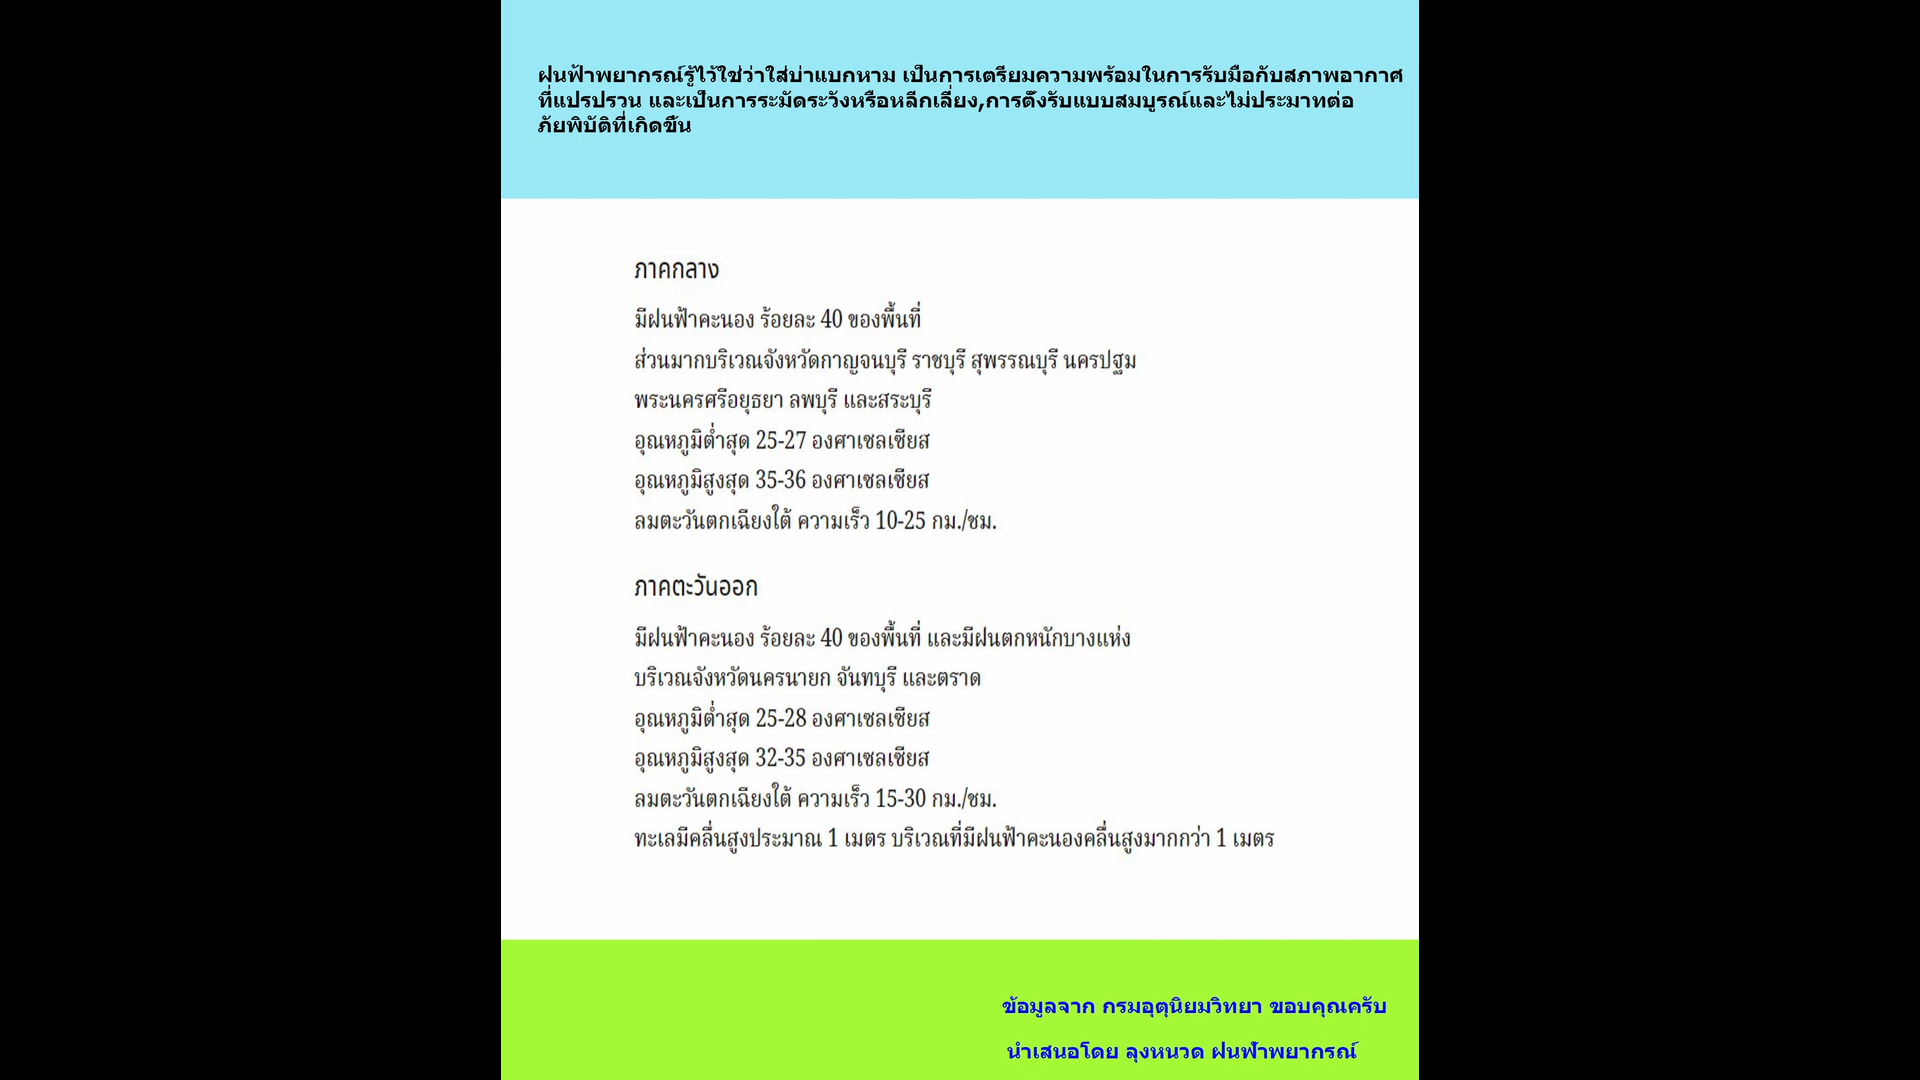 ฝนฟ้าพยากรณ์รู้ไว้ใช่ว่าใส่บ่าแบกหาม เป็นการเตรียมความพร้อมในการรับมือกับสภาพอากาศ
ที่แปรปรวน และเป็นการระมัดระวังหรือหลีกเลี่ยง,การตั้งรับแบบสมบูรณ์และไม่ประมาทต่อ
ภัยพิบัติที่เกิดขึ้น
ภาคกลาง
มีฝนฟ้าคะนอง ร้อยละ 40 ของพื้นที่
ส่วนมากบริเวณจังหวัดกาญจนบุรี ราชบุรี สุพรรณบุรี นครปฐม
พระนครศรีอยุธยา ลพบุรี และสระบุรี
อุณหภูมิต่ำสุด 25-27 องศาเซลเซียส
อุณหภูมิสูงสุด 35-36 องศาเซลเซียส
ลมตะวันตกเฉียงใต้ ความเร็ว 10-25 กม./ชม.
ภาคตะวันออก
มีฝนฟ้าคะนอง ร้อยละ 40 ของพื้นที่ และมีฝนตกหนักบางแห่ง
บริเวณจังหวัดนครนายก จันทบุรี และตราด
อุณหภูมิต่ำสุด 25-28 องศาเซลเซียส
อุณหภูมิสูงสุด 32-35 องศาเซลเซียส
ลมตะวันตกเฉียงใต้ ความเร็ว 15-30 กม./ชม.
ทะเลมีคลื่นสูงประมาณ 1 เมตร บริเวณที่มีฝนฟ้าคะนองคลื่นสูงมากกว่า 1 เมตร
ข้อมูลจาก กรมอุตุนิยมวิทยา ขอบคุณครับ
นำเสนอโดย ลุงหนวด ฝนฟ้าพยากรณ์